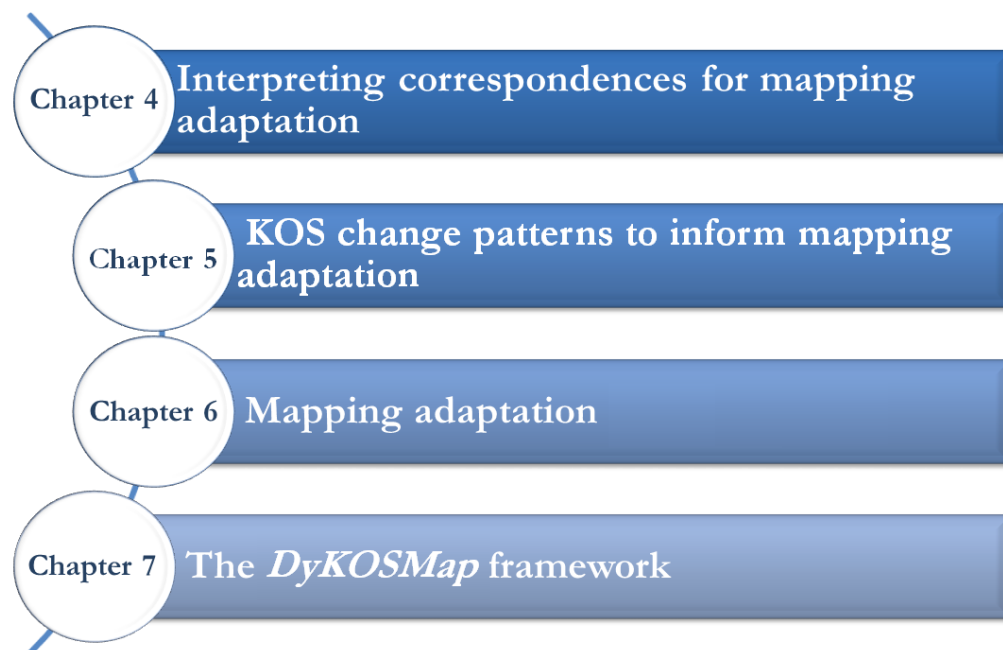 Chapter 4
Interpreting correspondences for mapping
adaptation
Chapter 5
KOS change patterns to inform mapping
adaptation
Chapter 6
Mapping adaptation
Chapter 7
The DyKOSMap framework